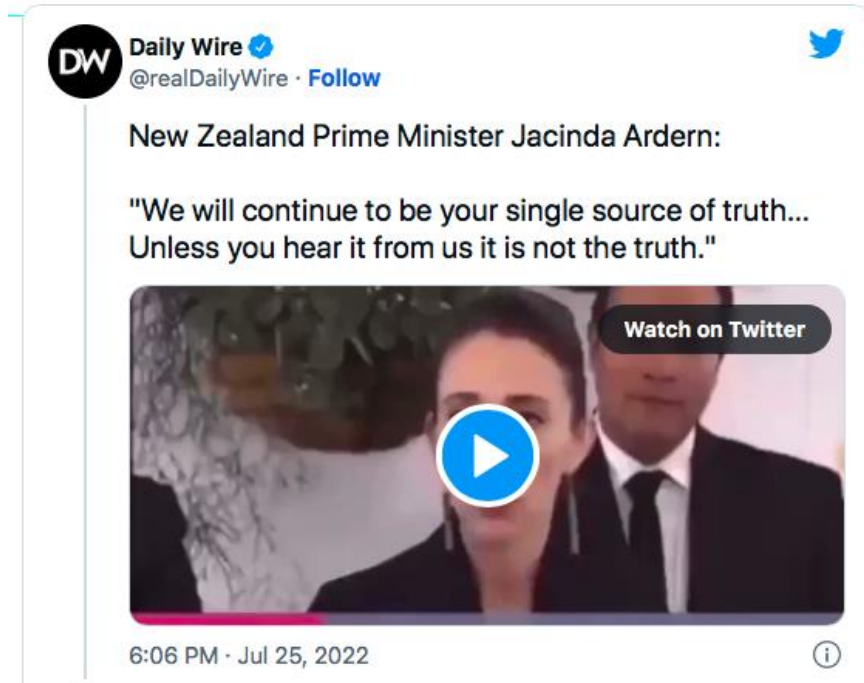 DW
Daily Wire
@realDailyWire · Follow
New Zealand Prime Minister Jacinda Ardern:
"We will continue to be your single source of truth...
Unless you hear it from us it is not the truth."
Watch on Twitter
6:06 PM · Jul 25, 2022